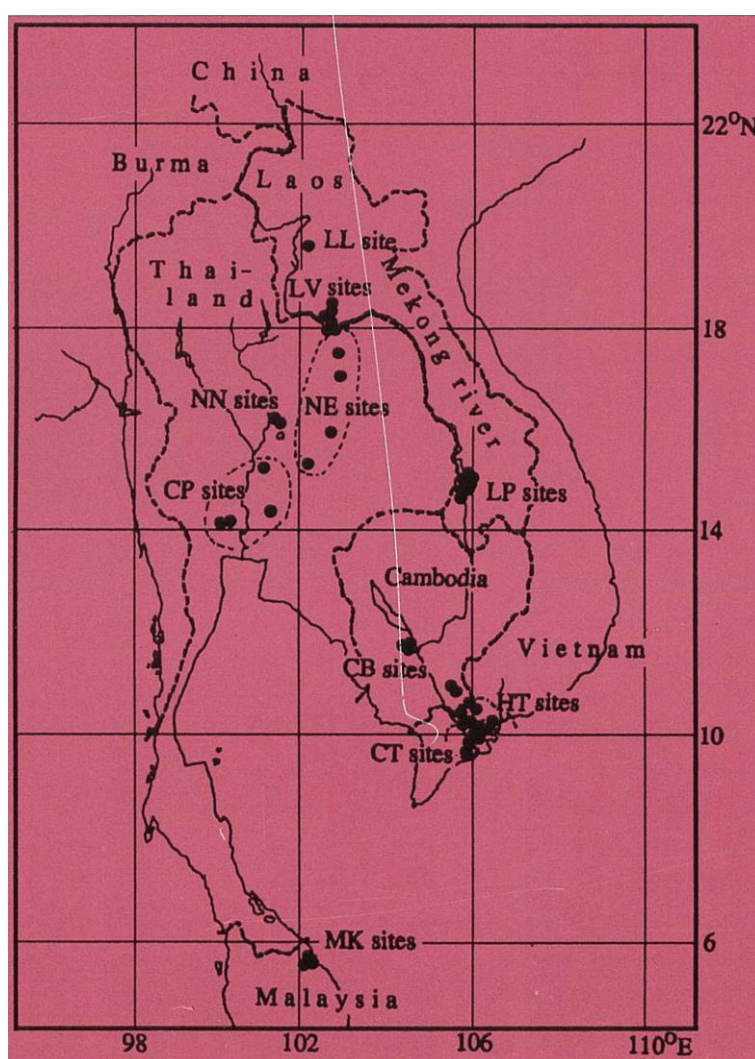 China
22°N
Burma
Laos
LL site
Thai-
land
LV sites
Mekong river
18
NN sites
NE sites
CP sites
LP sites
14
Cambodia
Vietnam
CB sites
HT sites
10
CT sites
MK sites
6
Malaysia
98
102
106
110°E